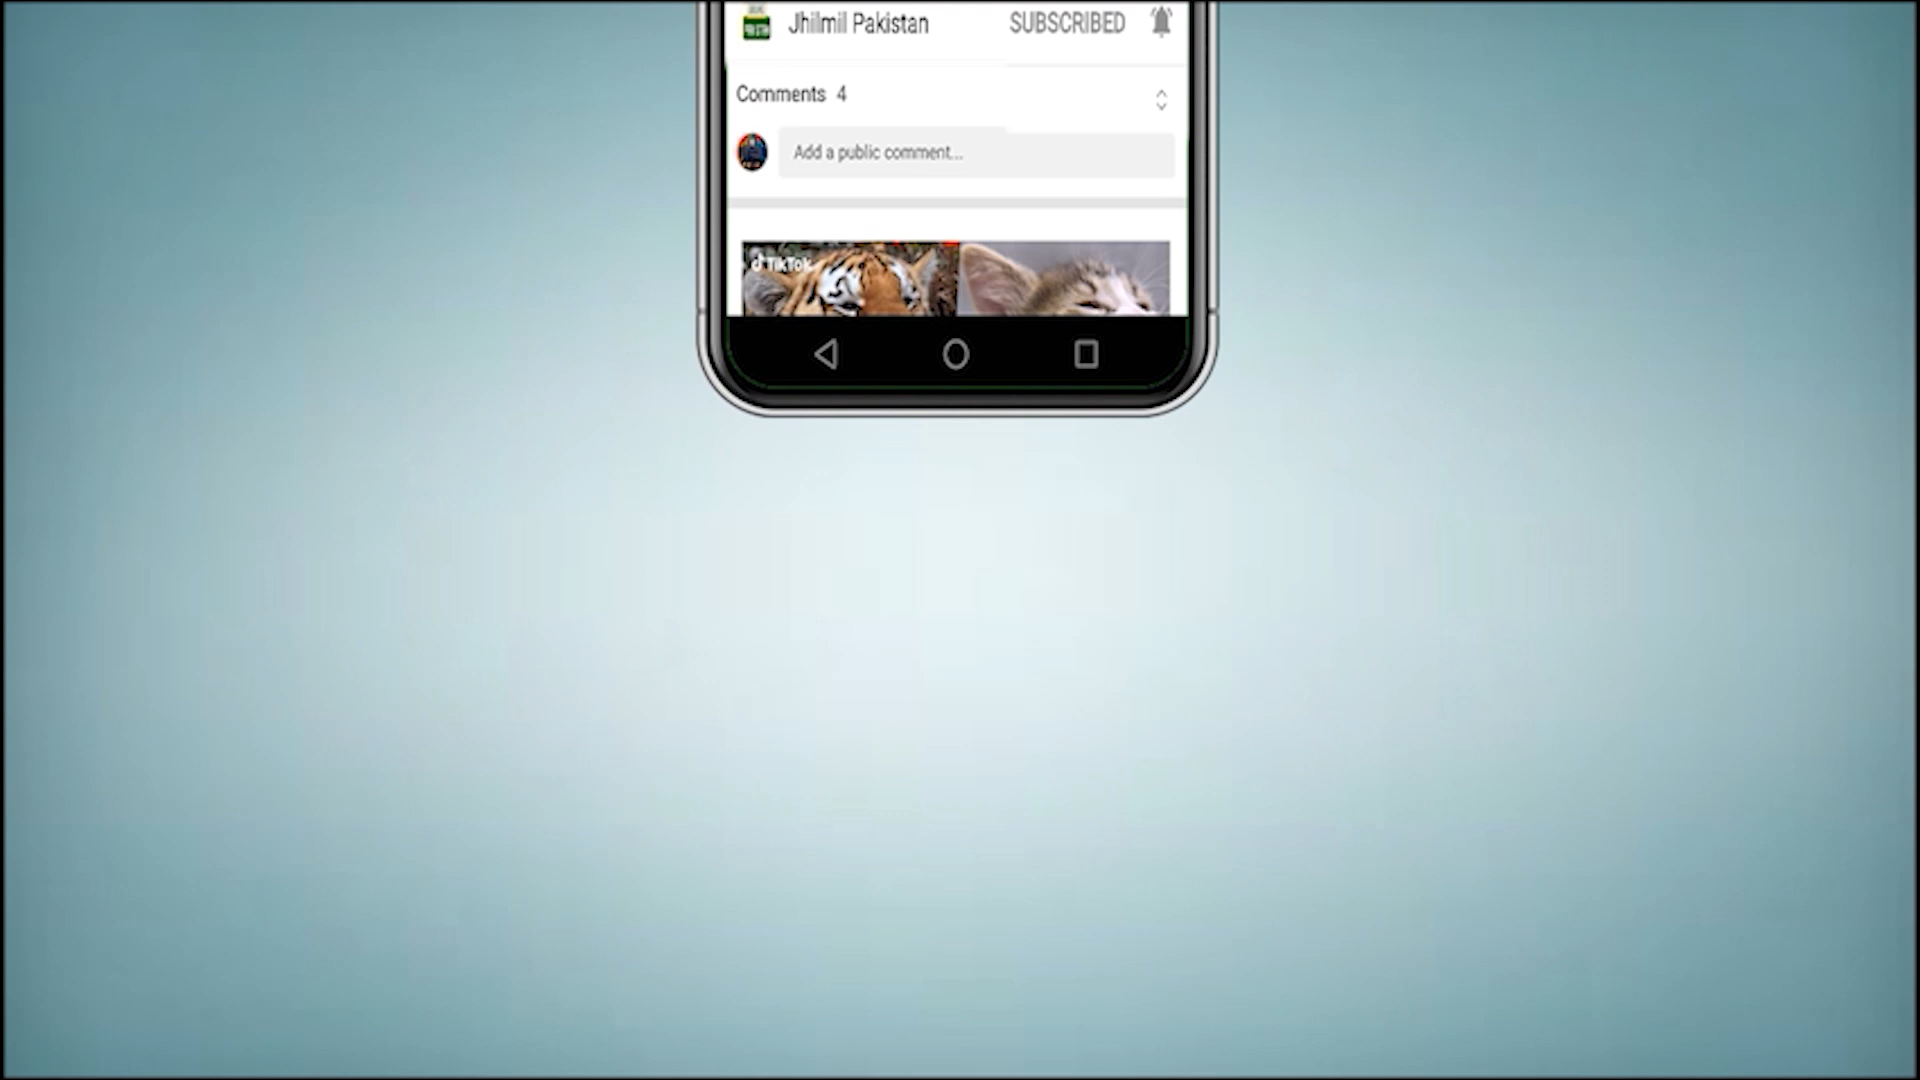 Jhilmil Pakistan SUBSCRIBED
Comments 4
Add a public comment...
TikTok